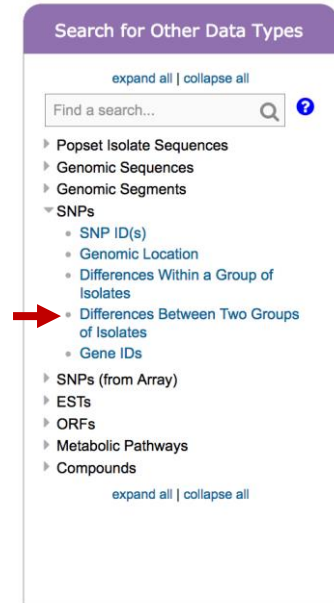 Search for Other Data Types
expand all | collapse all
Find a search...
?
Popset Isolate Sequences
Genomic Sequences
Genomic Segments
SNPs
SNP ID(s)
Genomic Location
Differences Within a Group of
Isolates
Differences Between Two Groups
of Isolates
Gene IDs
SNPs (from Array)
ESTs
ORFs
Metabolic Pathways
Compounds
expand all | collapse all